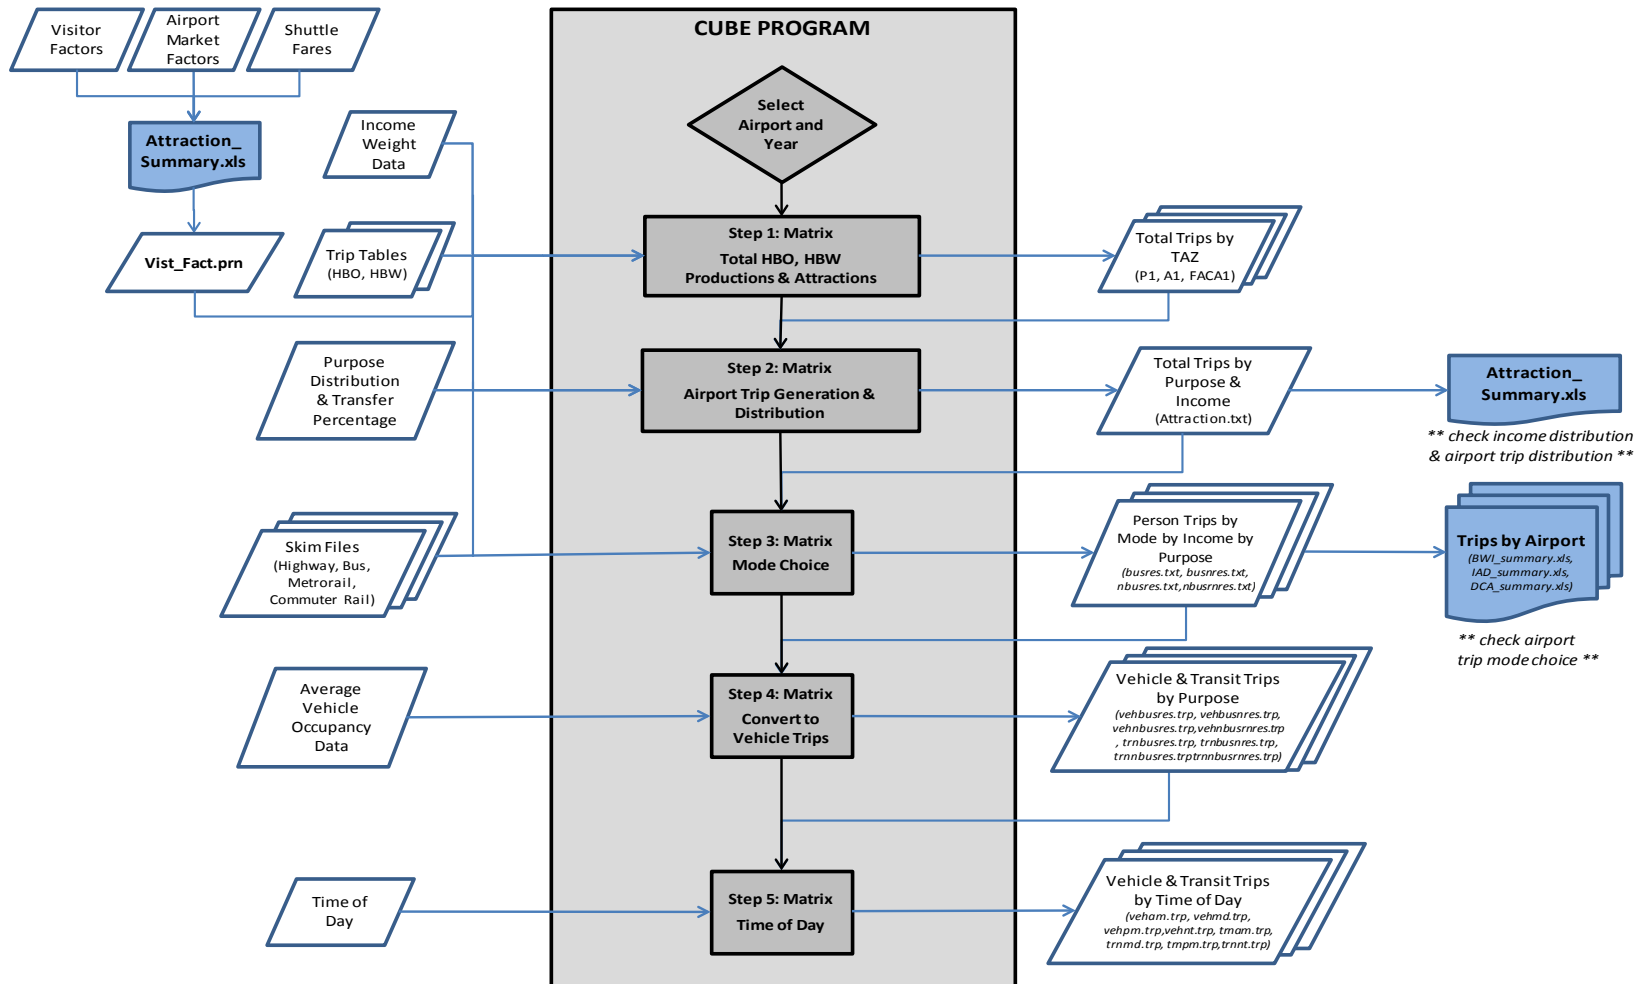 CUBE PROGRAM
Visitor
Factors
Airport
Market
Factors
Shuttle
Fares
Attraction_
Summary.xls
Vist_Fact.prn
Income
Weight
Data
Trip Tables
(HBO, HBW)
Select
Airport and
Year
Step 1: Matrix
Total HBO, HBW
Productions & Attractions
Total Trips by
TAZ
(P1, A1, FACA1)
Purpose
Distribution
& Transfer
Percentage
Step 2: Matrix
Airport Trip Generation &
Distribution
Total Trips by
Purpose &
Income
(Attraction.txt)
Attraction_
Summary.xls
** check income distribution
& airport trip distribution **
Skim Files
(Highway, Bus,
Metrorail,
Commuter Rail)
Step 3: Matrix
Mode Choice
Person Trips by
Mode by Income by
Purpose
(busres.txt, busnres.txt,
nbusres.txt,nbusrnres.txt)
Trips by Airport
(BWI_summary.xls,
IAD_summary.xls,
DCA_summary.xls)
** check airport
trip mode choice **
Average
Vehicle
Occupancy
Data
Step 4: Matrix
Convert to
Vehicle Trips
Vehicle & Transit Trips
by Purpose
(vehbusres.trp, vehbusnres.trp,
vehnbusres.trp,vehnbusrnres.trp
, trnbusres.trp, trnbusnres.trp,
trnnbusres.trptrnnbusrnres.trp)
Time of
Day
Step 5: Matrix
Time of Day
Vehicle & Transit Trips
by Time of Day
(veham.trp, vehmd.trp,
vehpm.trp,vehnt.trp, trnam.trp,
trnmd.trp, trnpm.trp,trnnt.trp)